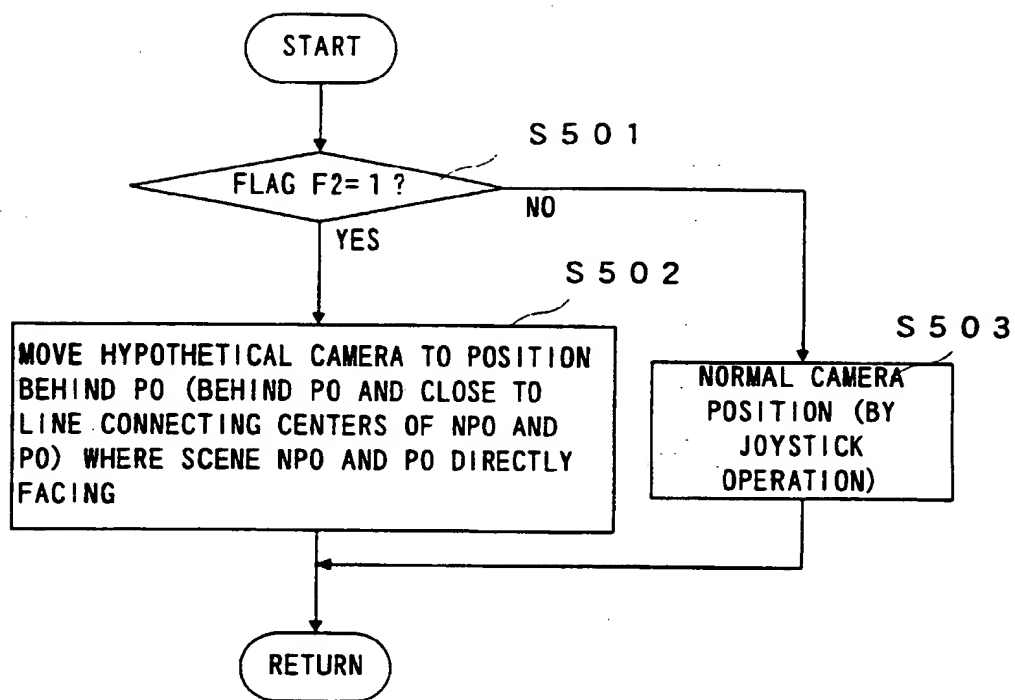 START
S501
FLAG F2=1?
NO
YES
S502
MOVE HYPOTHETICAL CAMERA TO POSITION
BEHIND PO (BEHIND PO AND CLOSE TO
LINE CONNECTING CENTERS OF NPO AND
PO) WHERE SCENE NPO AND PO DIRECTLY
FACING
S503
NORMAL CAMERA
POSITION (BY
JOYSTICK
OPERATION)
RETURN